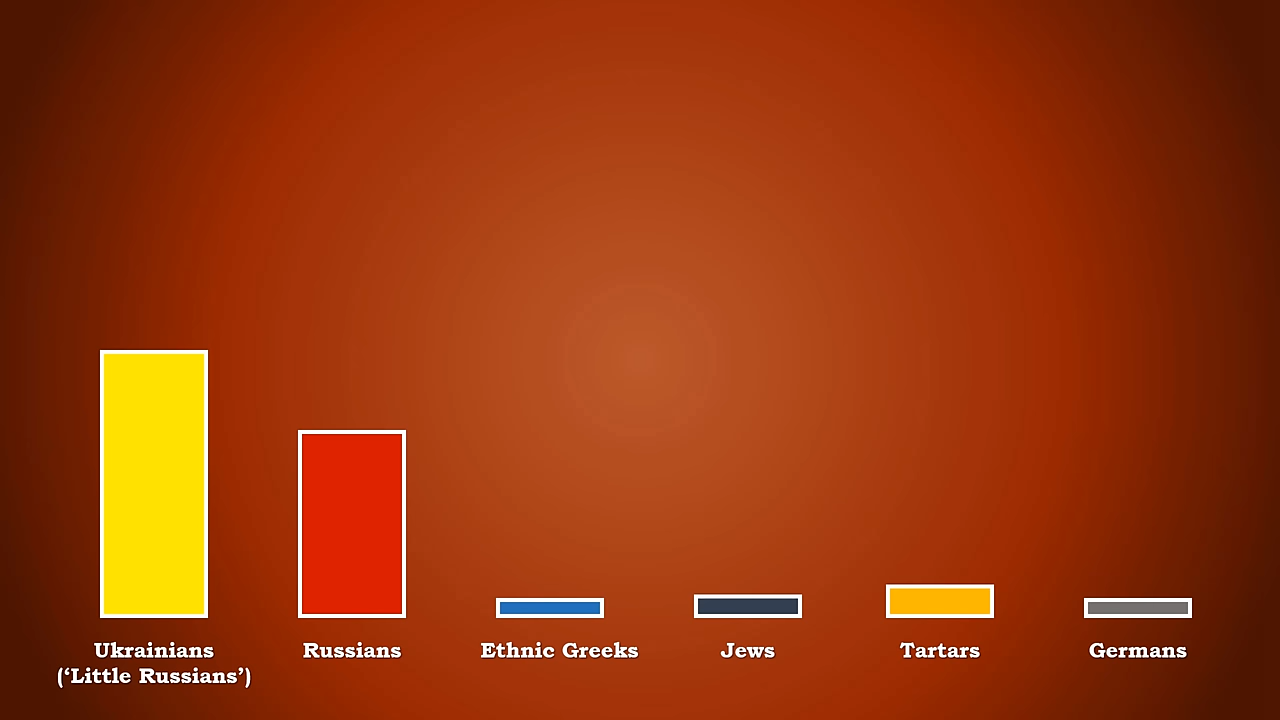 Ukrainians
(‘Little Russians’)
Russians
Ethnic Greeks
Jews
Tartars
Germans